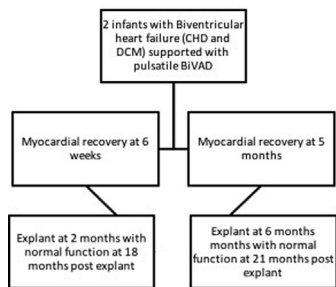 2 infants with Biventricular
heart failure (CHD and
DCM) supported with
pulsatile BiVAD
Myocardial recovery at 6
weeks
Myocardial recovery at 5
months
Explant at 2 months with
normal function at 18
months post explant
Explant at 6 months
months with normal
function at 21 months post
explant